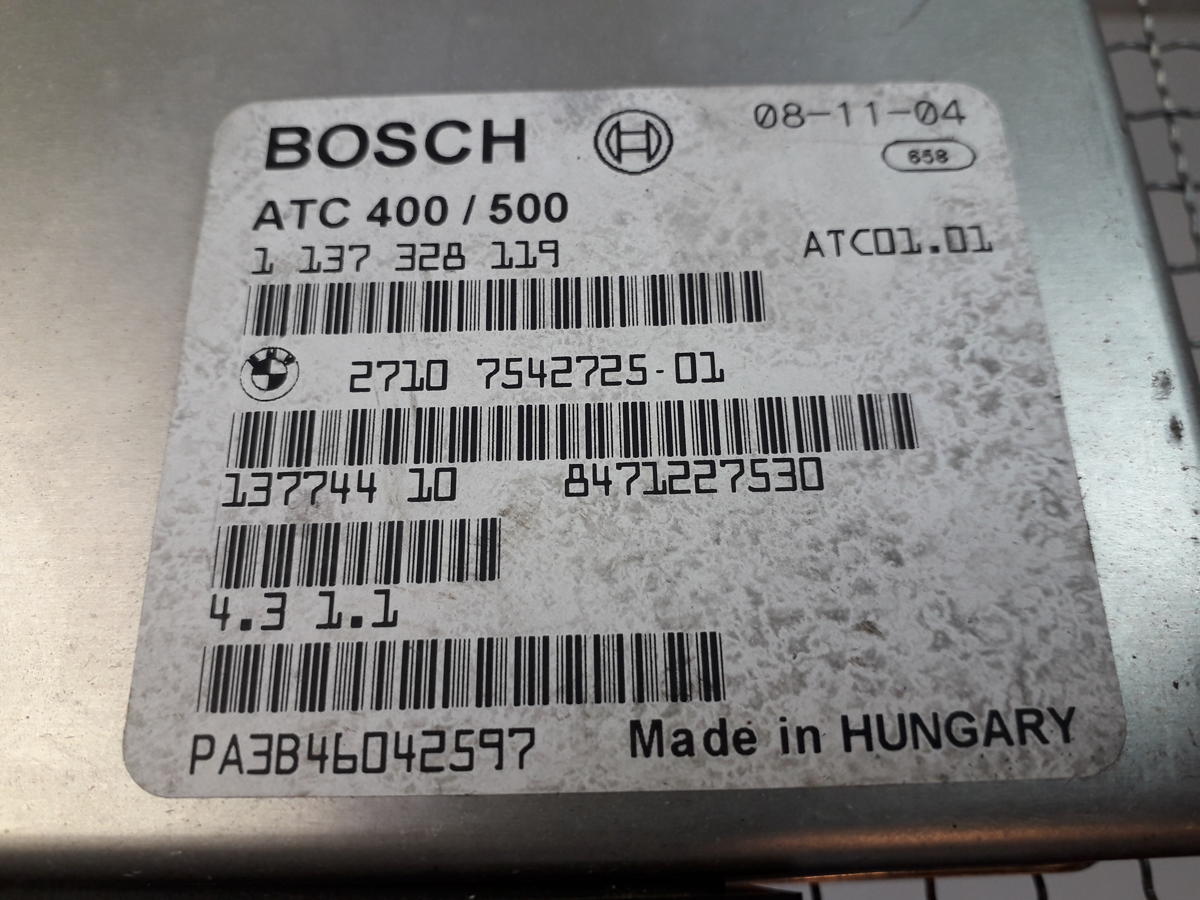 BOSCH
08-11-04
658
ATC 400 / 500
1 137 328 119
ATC01.01
2710 7542725-01
137744 10 8471227530
4.3 1.1
PA3B46042597
Made in HUNGARY